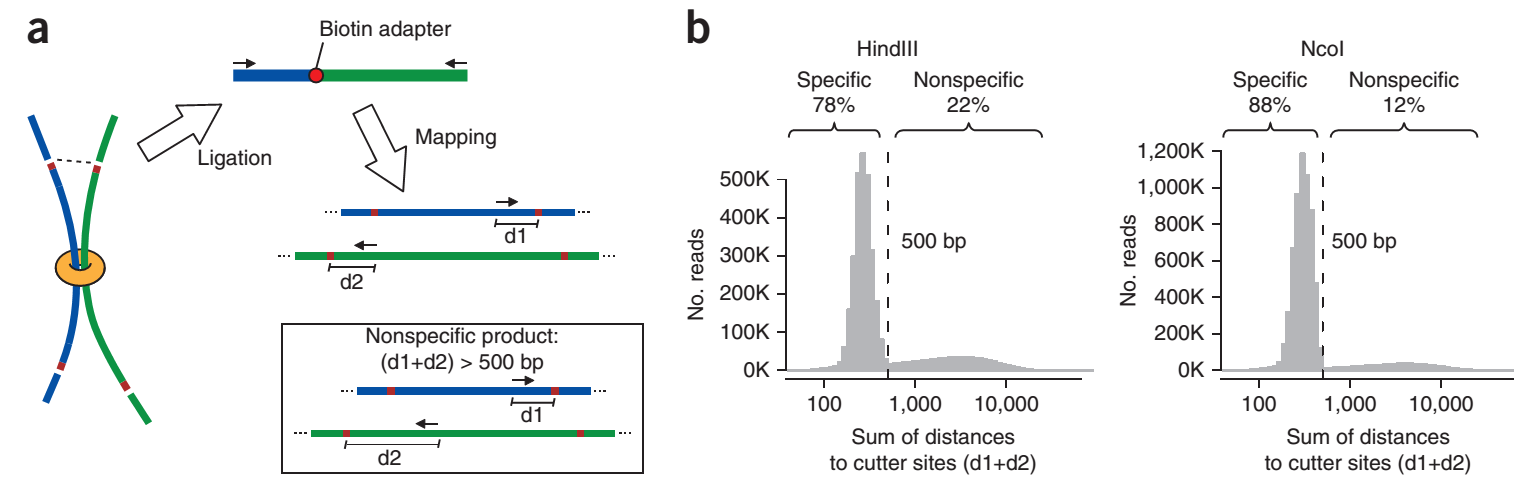 a
Biotin adapter
Ligation
Mapping
d1
d2
Nonspecific product:
(d1+d2) > 500 bp
d1
d2
b
HindIII
Specific
78%
Nonspecific
22%
No. reads
500K
400K
300K
200K
100K
0K
500 bp
100
1,000
10,000
Sum of distances
to cutter sites (d1+d2)
NcoI
Specific
88%
Nonspecific
12%
No. reads
1,200K
1,000K
800K
600K
400K
200K
0K
500 bp
100
1,000
10,000
Sum of distances
to cutter sites (d1+d2)